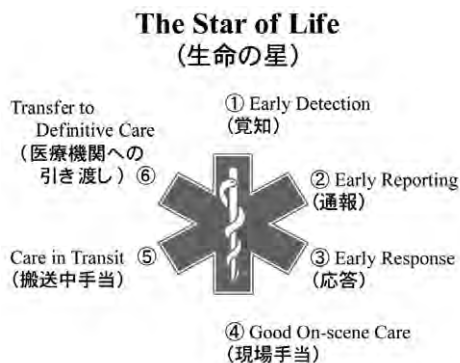 The Star of Life
（生命の星）
① Early Detection
（覚知）
② Early Reporting
（通報）
③ Early Response
（応答）
④ Good On-scene Care
（現場手当）
Care in Transit ⑤
（搬送中手当）
Transfer to
Definitive Care
（医療機関への
引き渡し）⑥